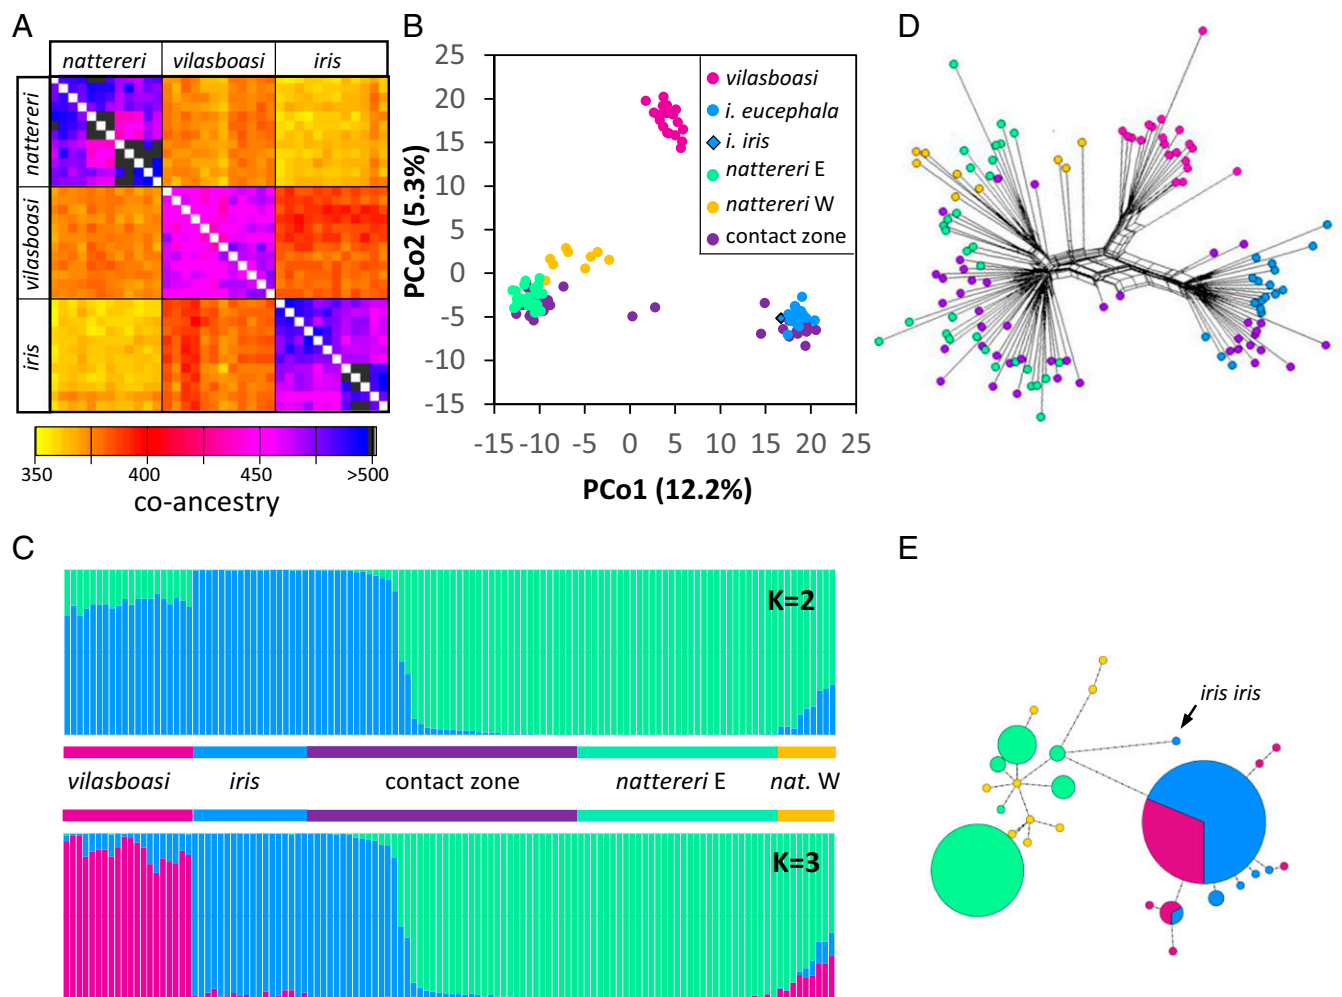 A
nattereri vilasboasi iris
nattereri
vilasboasi
iris
350 400 450 >500
co-ancestry
B
25
20
15
10
5
0
-5
-10
-15
PCo2 (5.3%)
-15 -10 -5 0 5 10 15 20 25
PCo1 (12.2%)
vilasboasi
i. eucephala
i. iris
nattereri E
nattereri W
contact zone
C
K=2
vilasboasi iris contact zone nattereri E nat. W
K=3
D
E
iris iris